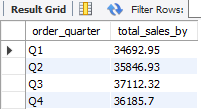 Result Grid Filter Rows:
order_quarter total_sales_by
Q1 34692.95
Q2 35846.93
Q3 37112.32
Q4 36185.7